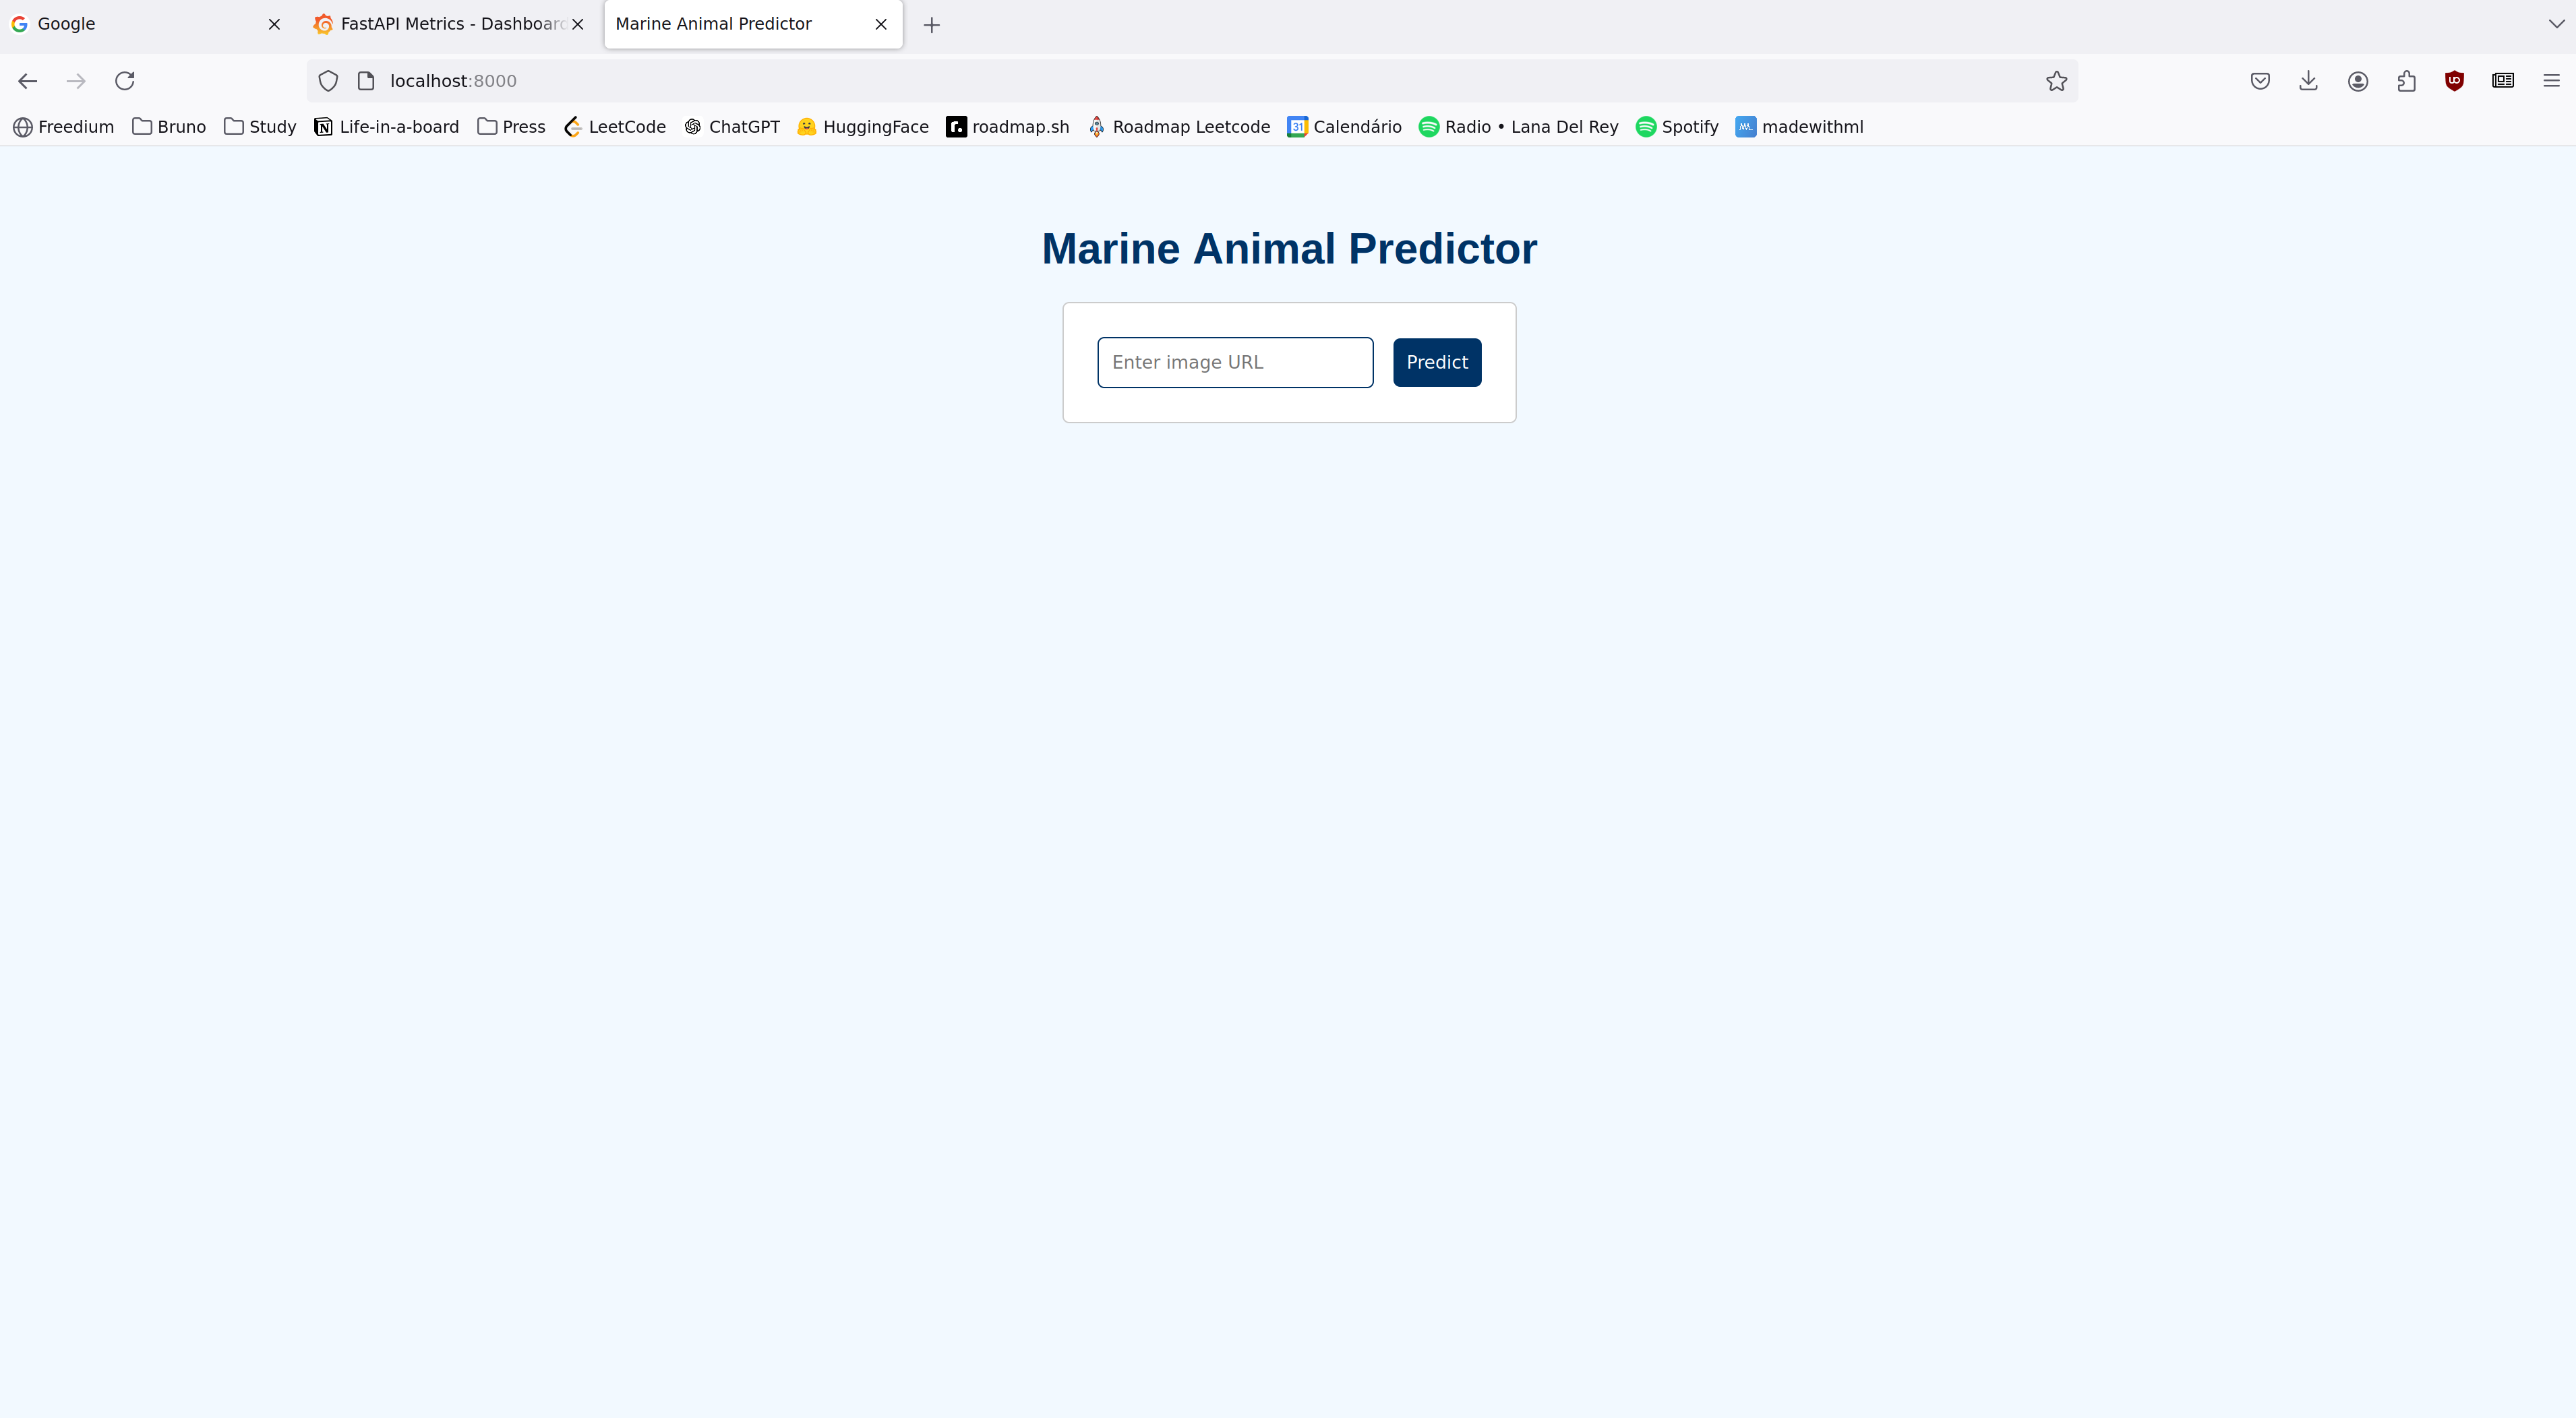 Google
FastAPI Metrics - Dashboard
Marine Animal Predictor
localhost:8000
Freedium Bruno Study Life-in-a-board Press LeetCode ChatGPT HuggingFace roadmap.sh Roadmap Leetcode 31 Calendário Radio • Lana Del Rey Spotify madewithml
Marine Animal Predictor
Enter image URL Predict